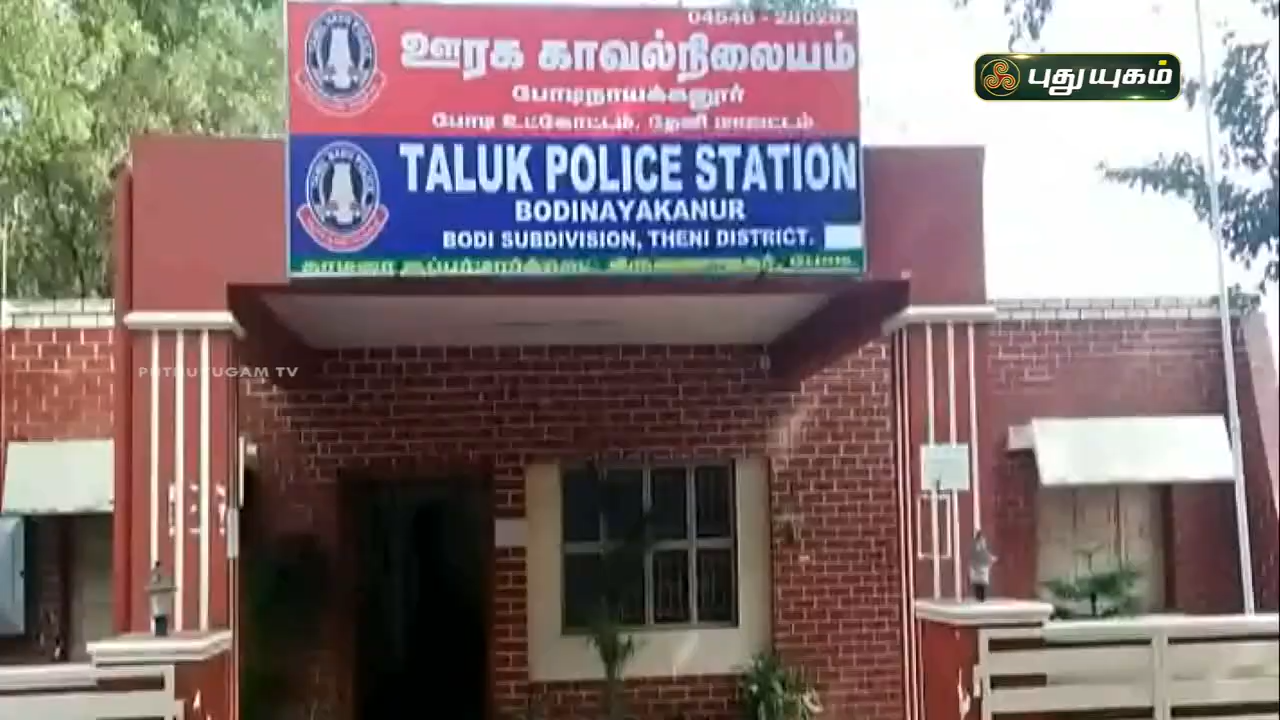 04546 - 280292
ஊரக காவல்நிலையம்
போடிநாயக்கனூர்
போடி உட்கோட்டம், தேனி மாவட்டம்
TALUK POLICE STATION
BODINAYAKANUR
BODI SUBDIVISION, THENI DISTRICT.
புதுயுகம்
PUTHUYUGAM TV